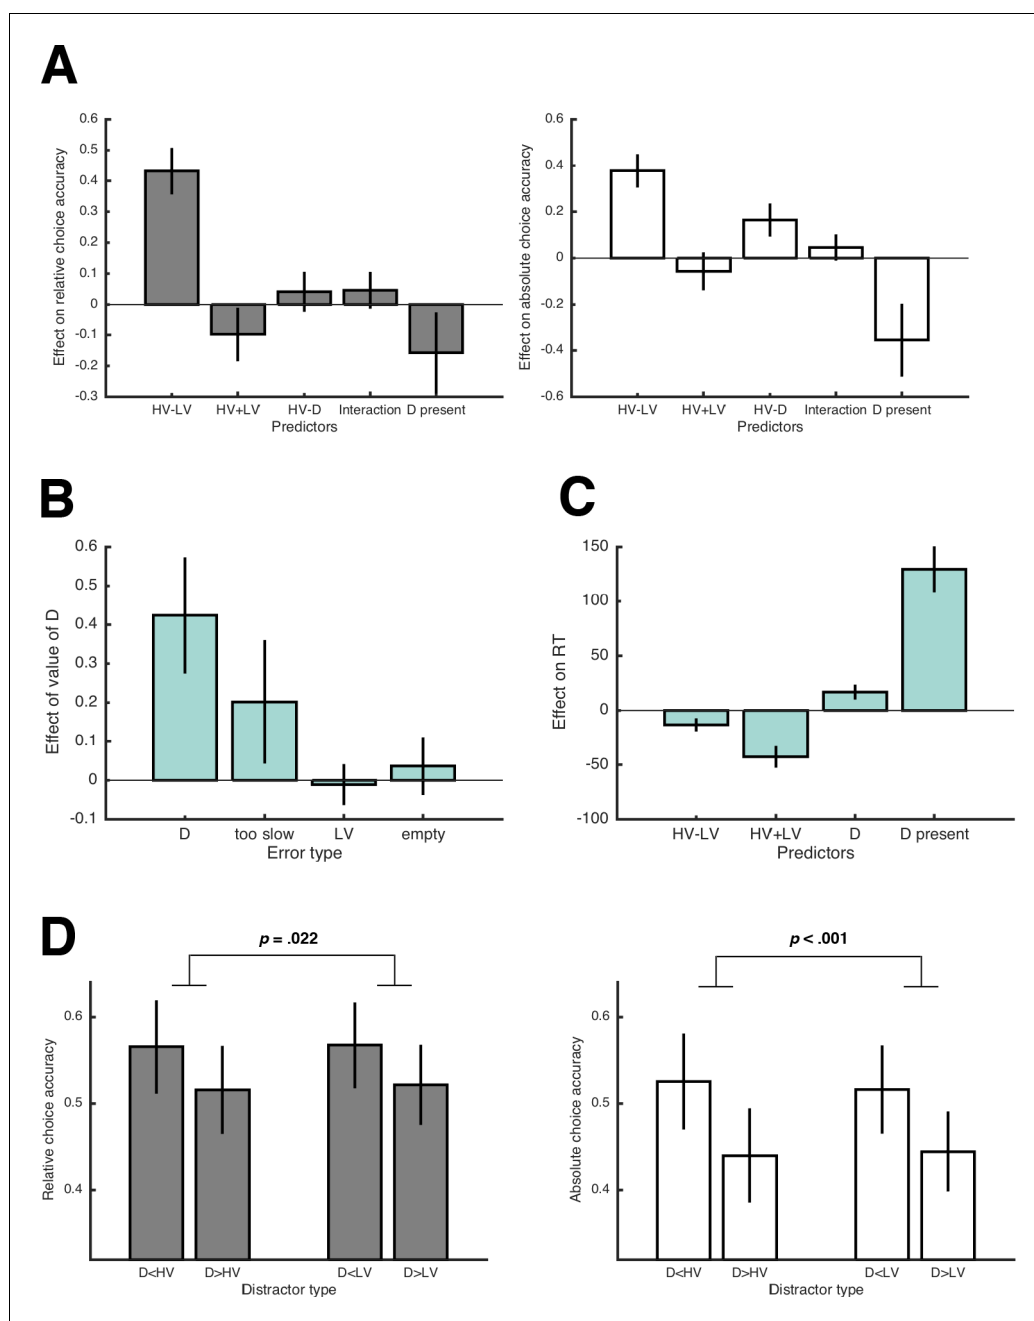 A
0.6
0.5
0.4
0.3
0.2
0.1
0
-0.1
-0.2
-0.3
Effect on relative choice accuracy
HV-LV HV+LV HV-D Interaction D present
Predictors
0.6
0.4
0.2
0
-0.2
-0.4
-0.6
Effect on absolute choice accuracy
HV-LV HV+LV HV-D Interaction D present
Predictors
B
0.6
0.5
0.4
0.3
0.2
0.1
0
-0.1
Effect of value of D
D too slow LV empty
Error type
C
150
100
50
0
-50
-100
Effect on RT
HV-LV HV+LV D D present
Predictors
D
p = .022
0.6
0.5
0.4
Relative choice accuracy
D<HV D>HV D<LV D>LV
Distractor type
p < .001
0.6
0.5
0.4
Absolute choice accuracy
D<HV D>HV D<LV D>LV
Distractor type